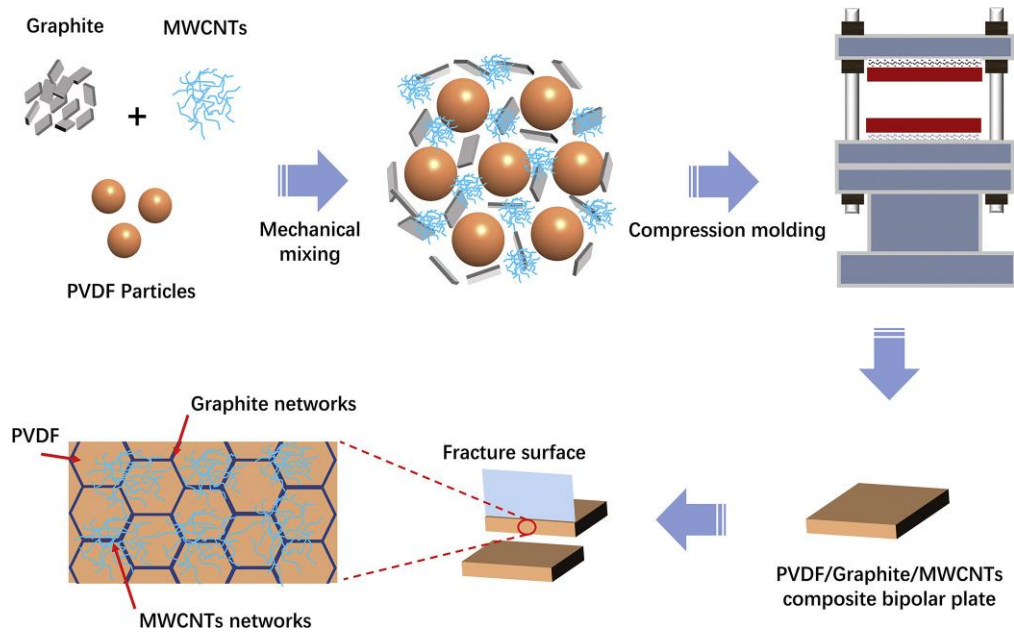 Graphite
MWCNTs
+
PVDF Particles
Mechanical
mixing
Compression molding
Graphite networks
PVDF
Fracture surface
MWCNTs networks
PVDF/Graphite/MWCNTs
composite bipolar plate